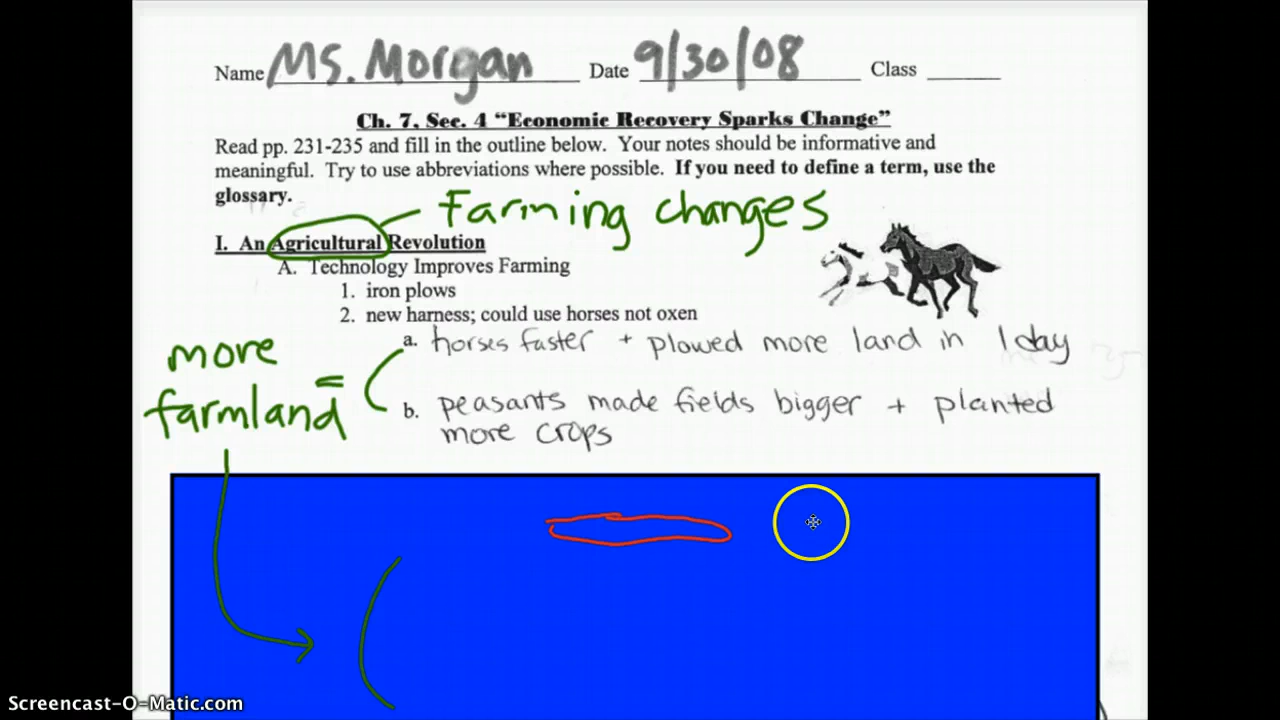 Name Ms. Morgan Date 9/30/08 Class
Ch. 7, Sec. 4 “Economic Recovery Sparks Change”
Read pp. 231-235 and fill in the outline below. Your notes should be informative and
meaningful. Try to use abbreviations where possible. If you need to define a term, use the
glossary.
Farming changes
I. An Agricultural Revolution
A. Technology Improves Farming
1. iron plows
2. new harness; could use horses not oxen
a. horses faster + plowed more land in 1 day
more
farmland =
b. peasants made fields bigger + planted
more crops
Screencast-O-Matic.com